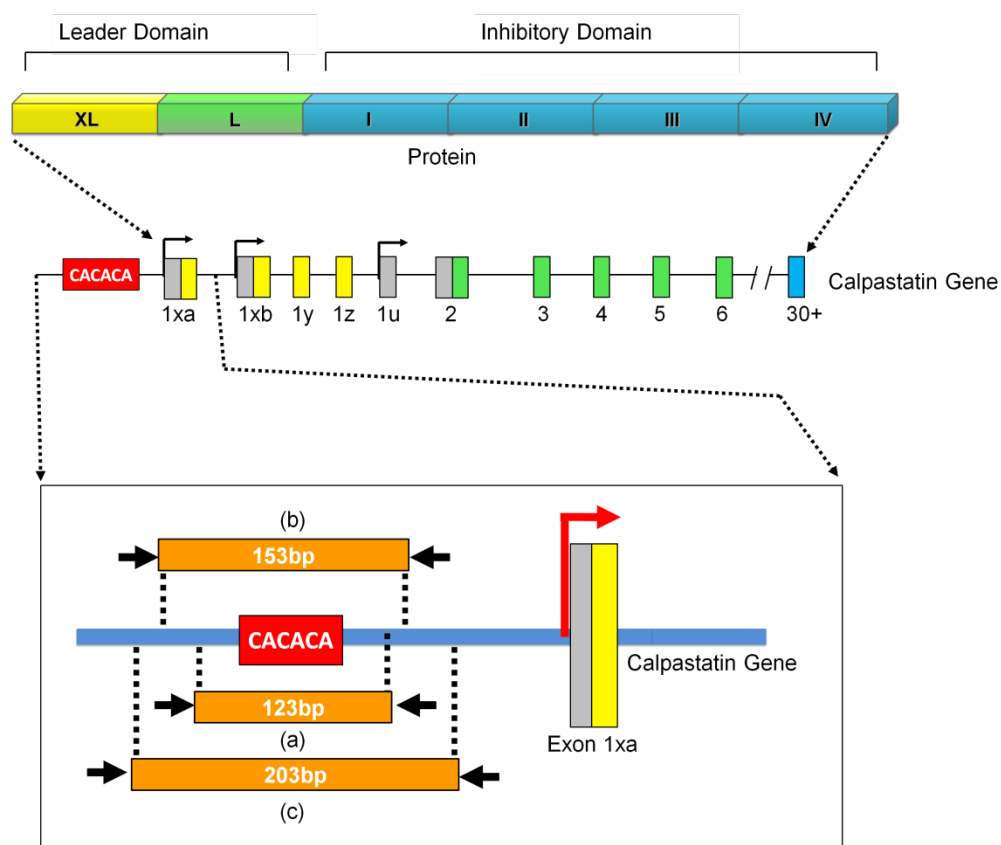 Leader Domain Inhibitory Domain
XL L I II III IV
Protein
CACACA
Calpastatin Gene
1xa 1xb 1y 1z 1u 2 3 4 5 6 30+
(b)
153bp
CACACA
Calpastatin Gene
123bp
(a)
Exon 1xa
203bp
(c)